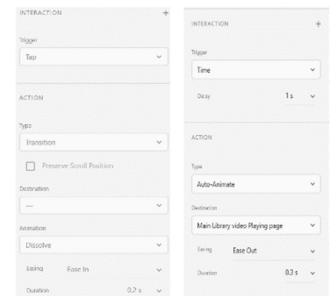 INTERACTION +
Trigger
Tap
ACTION
Type
Transition
Preserve Scroll Position
Destination
---
Animation
Dissolve
Easing Ease In
Duration 0.2 s
INTERACTION +
Trigger
Time
Delay 1 s
ACTION
Type
Auto-Animate
Destination
Main Library video Playing page
Easing Ease Out
Duration 0.3 s